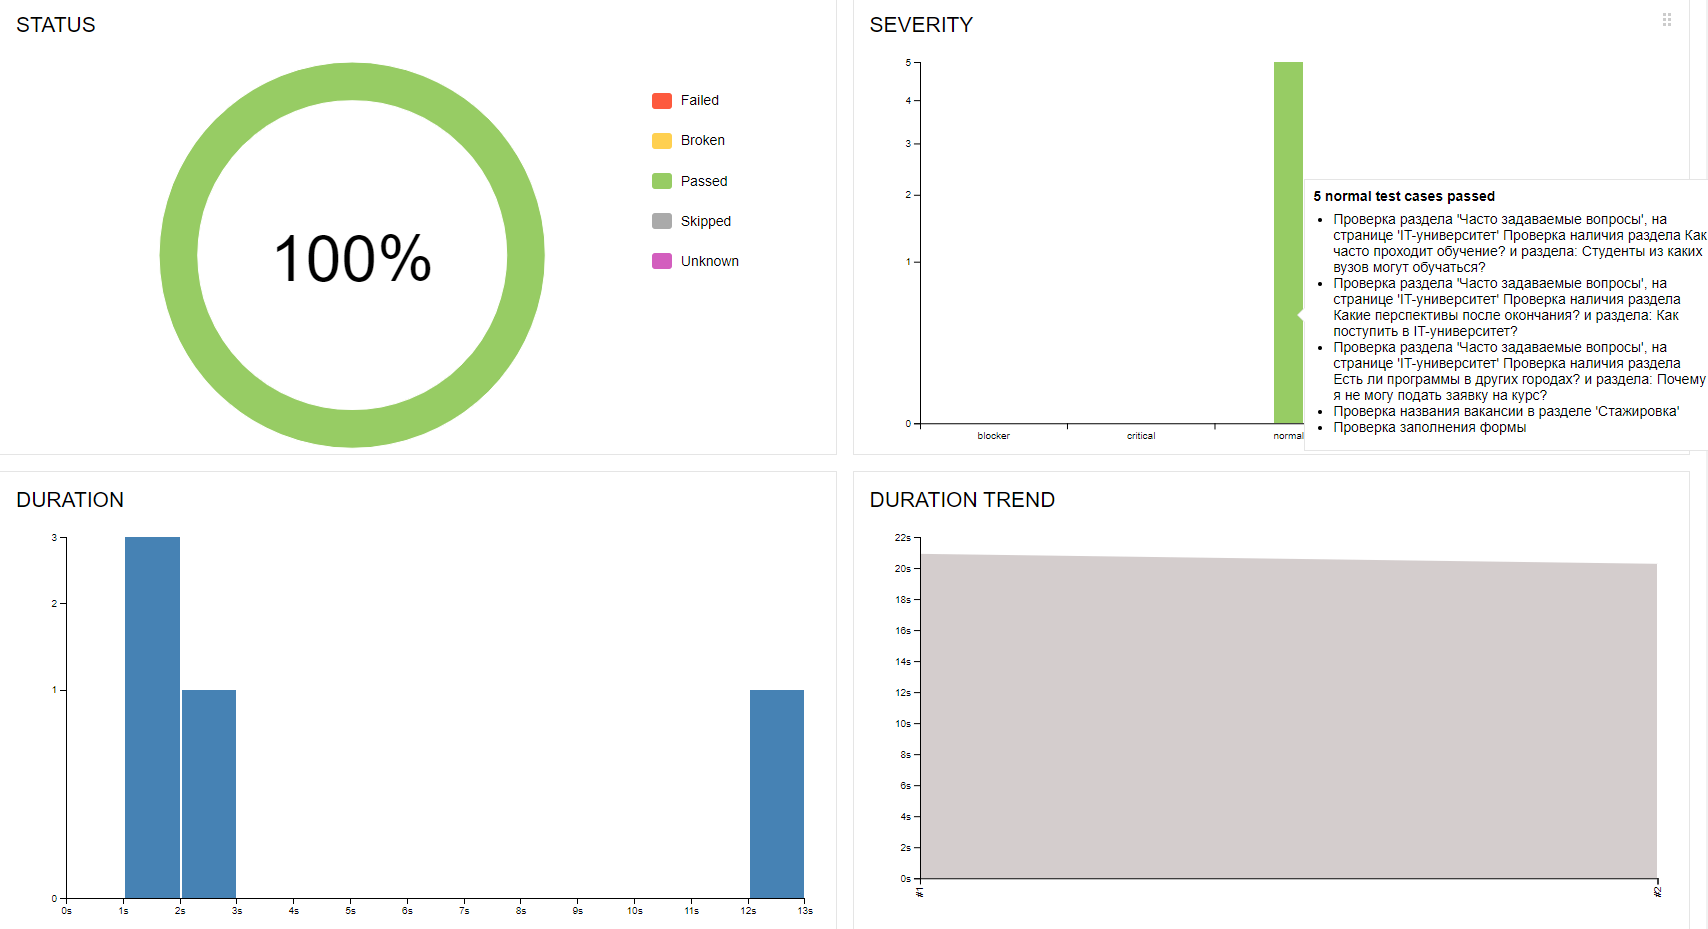 STATUS
100%
Failed
Broken
Passed
Skipped
Unknown
SEVERITY
5
4
3
2
1
0
blocker
critical
normal
5 normal test cases passed
Проверка раздела 'Часто задаваемые вопросы', на
странице 'IT-университет' Проверка наличия раздела Как
часто проходит обучение? и раздела: Студенты из каких
вузов могут обучаться?
Проверка раздела 'Часто задаваемые вопросы', на
странице 'IT-университет' Проверка наличия раздела
Какие перспективы после окончания? и раздела: Как
поступить в IT-университет?
Проверка раздела 'Часто задаваемые вопросы', на
странице 'IT-университет' Проверка наличия раздела
Есть ли программы в других городах? и раздела: Почему
я не могу подать заявку на курс?
Проверка названия вакансии в разделе 'Стажировка'
Проверка заполнения формы
DURATION
3
2
1
0
0s 1s 2s 3s 4s 5s 6s 7s 8s 9s 10s 11s 12s 13s
DURATION TREND
22s
20s
18s
16s
14s
12s
10s
8s
6s
4s
2s
0s
#1
#2